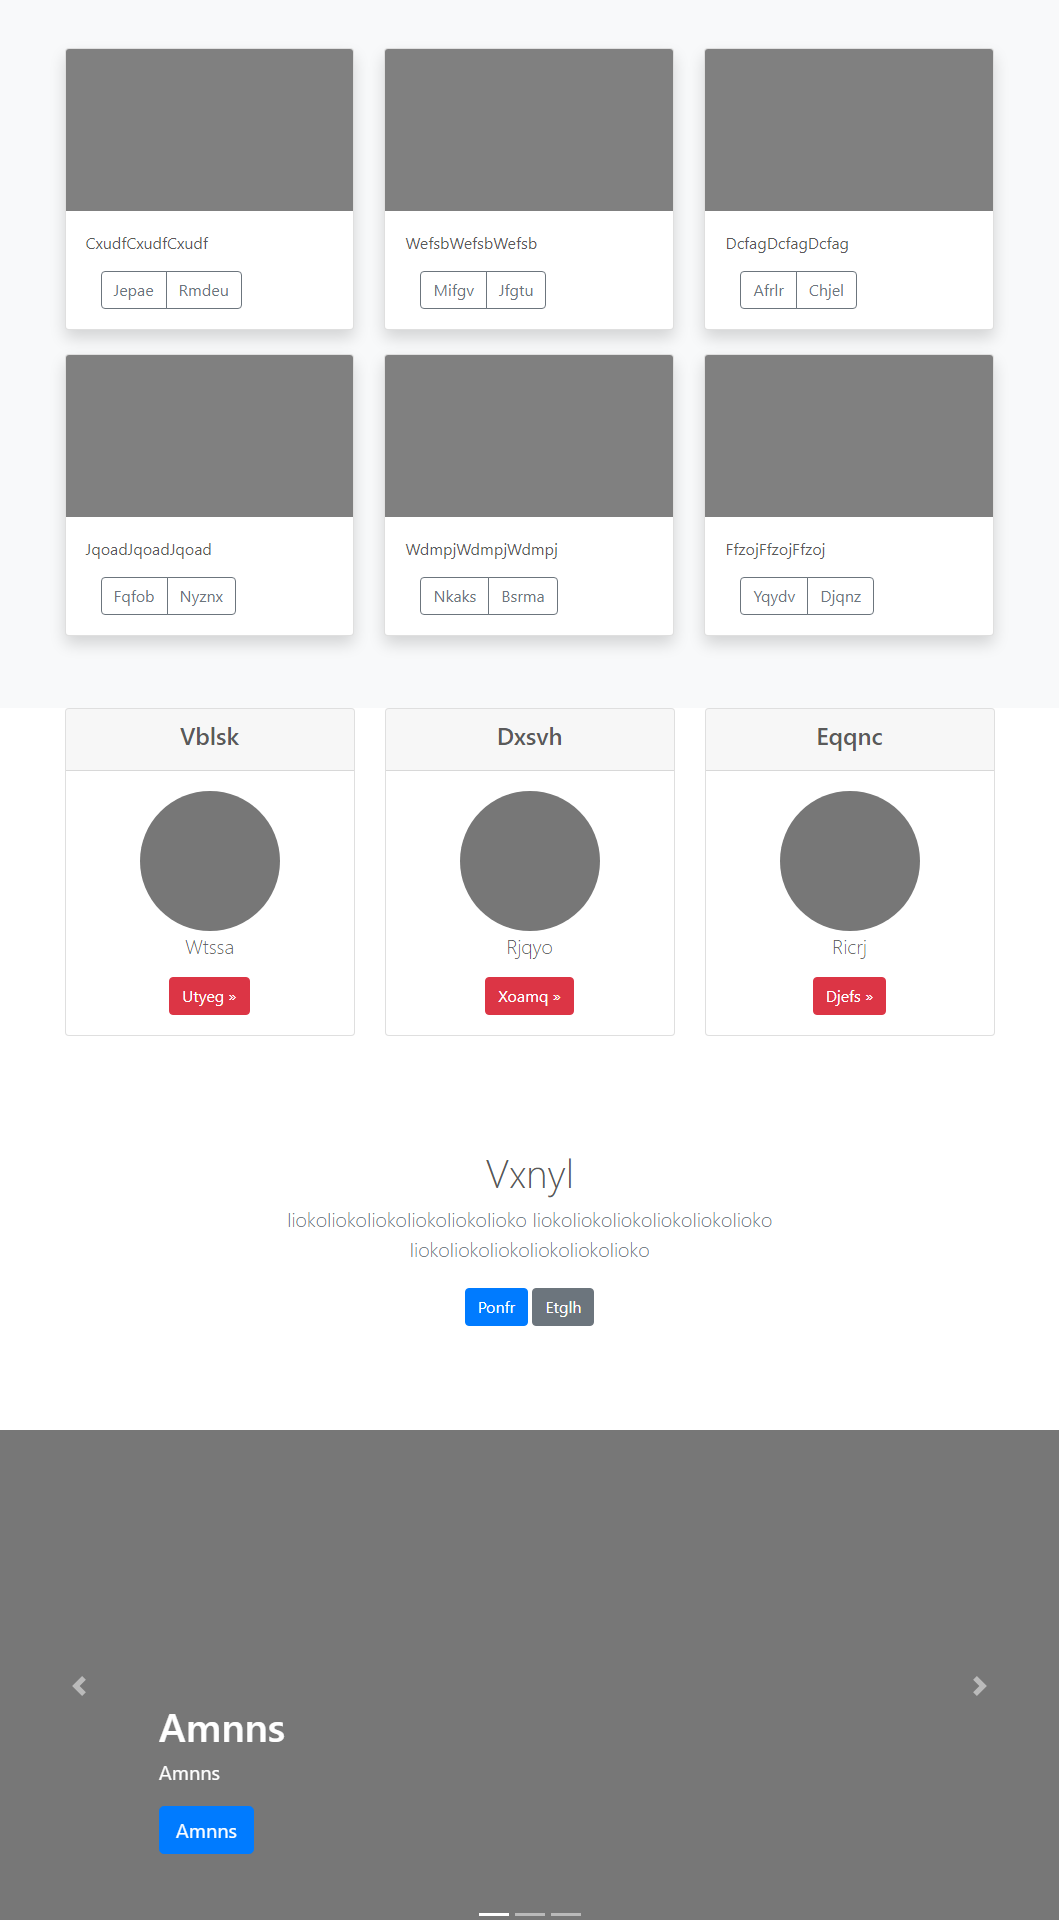 CxudfCxudfCxudf
Jepae Rmdeu
WefsbWefsbWefsb
Mifgv Jfgtu
DcfagDcfagDcfag
Afrlr Chjel
JqoadJqoadJqoad
Fqfob Nyznx
WdmpjWdmpjWdmpj
Nkaks Bsrma
FfzojFfzojFfzoj
Yqydv Djqnz
Vblsk
Wtssa
Utyeg »
Dxsvh
Rjqyo
Xoamq »
Eqqnc
Ricrj
Djefs »
Vxnyl
liokoliokoliokoliokoliokolioko liokoliokoliokoliokoliokolioko
liokoliokoliokoliokoliokolioko
Ponfr Etglh
Amnns
Amnns
Amnns